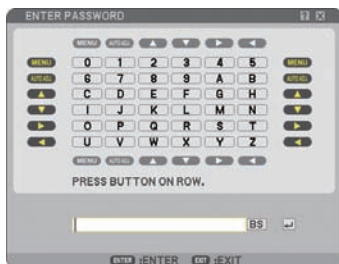 ENTER PASSWORD
MENU AUTO ADJ.
MENU 0 1 2 3 4 5 MENU
AUTO ADJ. 6 7 8 9 A B AUTO ADJ.
C D E F G H
I J K L M N
O P Q R S T
U V W X Y Z
MENU AUTO ADJ.
PRESS BUTTON ON ROW.
BS
ENTER :ENTER EXIT :EXIT